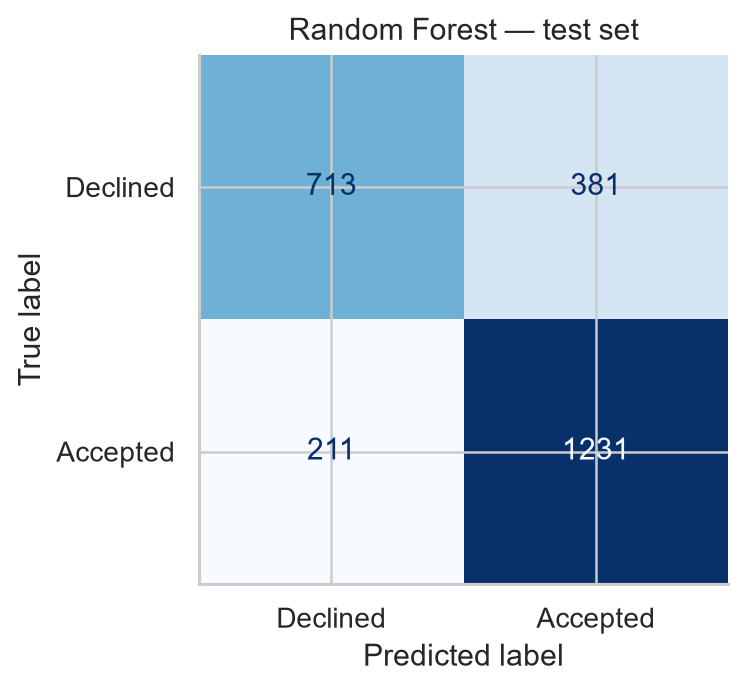 Random Forest — test set
Declined
713
381
True label
Accepted
211
1231
Declined
Accepted
Predicted label